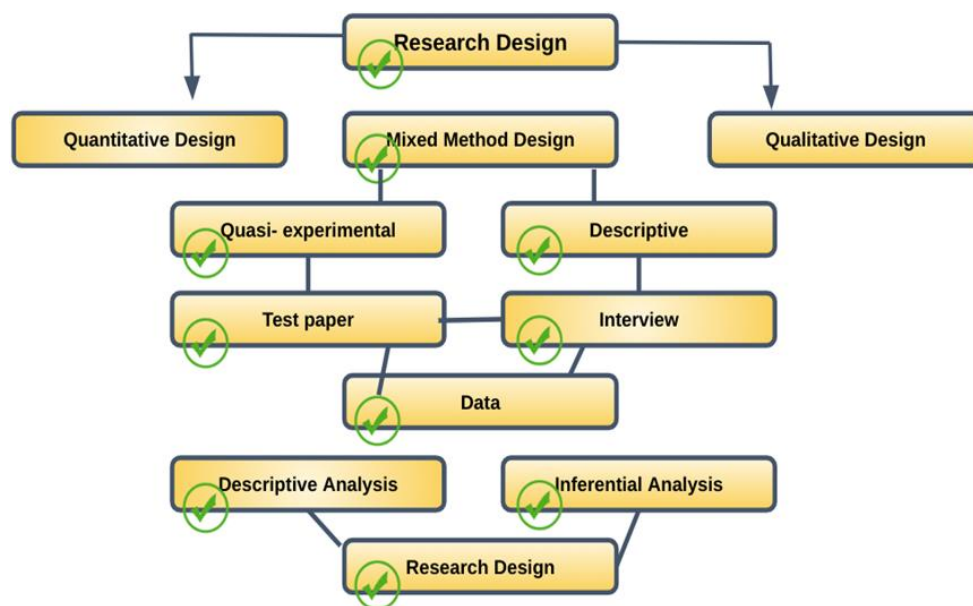 Research Design
Quantitative Design
Mixed Method Design
Qualitative Design
Quasi- experimental
Descriptive
Test paper
Interview
Data
Descriptive Analysis
Inferential Analysis
Research Design